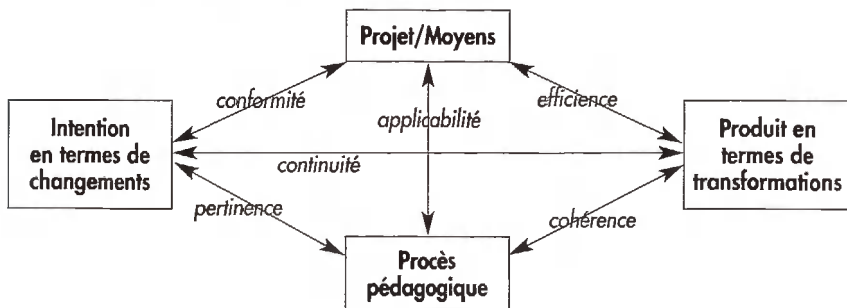 Projet/Moyens
conformité
applicabilité
efficience
Intention
en termes de
changements
continuité
Produit en
termes de
transformations
pertinence
cohérence
Procès
pédagogique